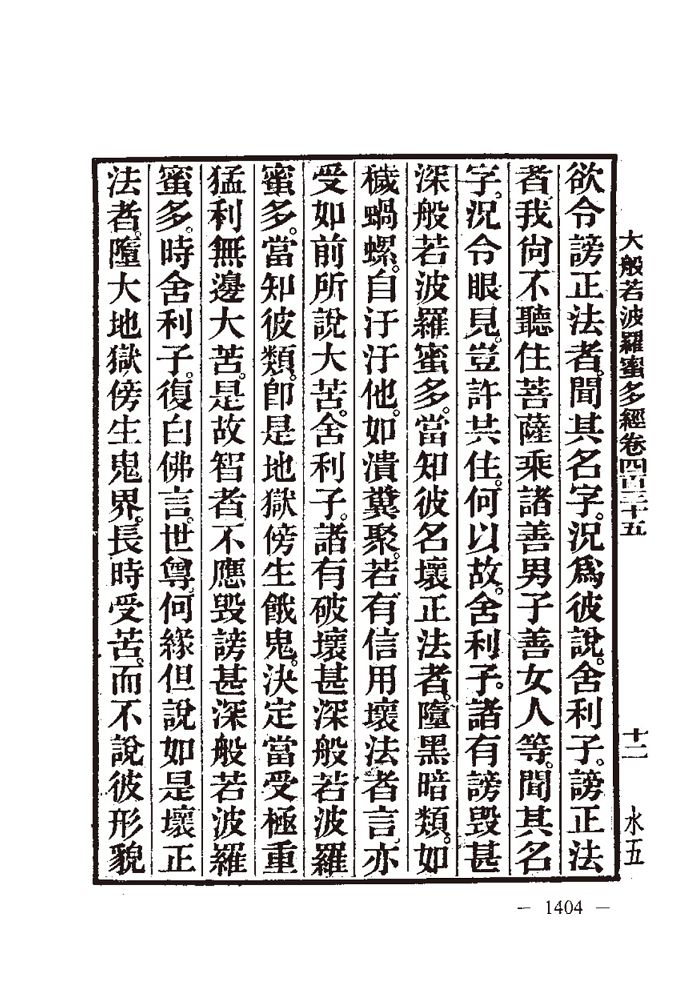 大般若波羅蜜多經卷四百三十五 十二 水五
欲令謗正法者。聞其名字。況爲彼說。舍利子。謗正法
者。我尙不聽住菩薩乘諸善男子善女人等。聞其名
字。況令眼見。豈許共住。何以故。舍利子。諸有謗毀甚
深般若波羅蜜多。當知彼名壞正法者。墮黑暗類。如
穢蝸螺。自汙汙他。如潰糞聚。若有信用壞法者言。亦
受如前所說大苦。舍利子。諸有破壞甚深般若波羅
蜜多。當知彼類。卽是地獄傍生餓鬼。決定當受極重
猛利無邊大苦。是故智者不應毀謗甚深般若波羅
蜜多。時舍利子。復白佛言。世尊。何緣但說如是壞正
法者。墮大地獄傍生鬼界。長時受苦。而不說彼形貌
— 1404 —